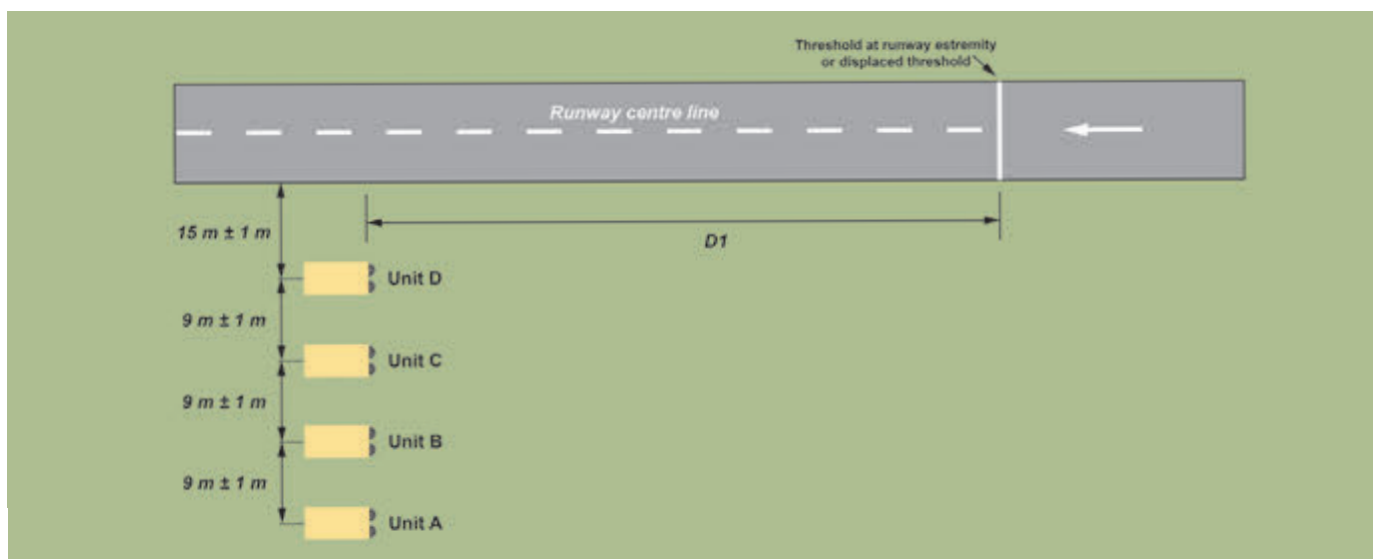 Threshold at runway estremity
or displaced threshold
Runway centre line
15 m ± 1 m
D1
Unit D
9 m ± 1 m
Unit C
9 m ± 1 m
Unit B
9 m ± 1 m
Unit A